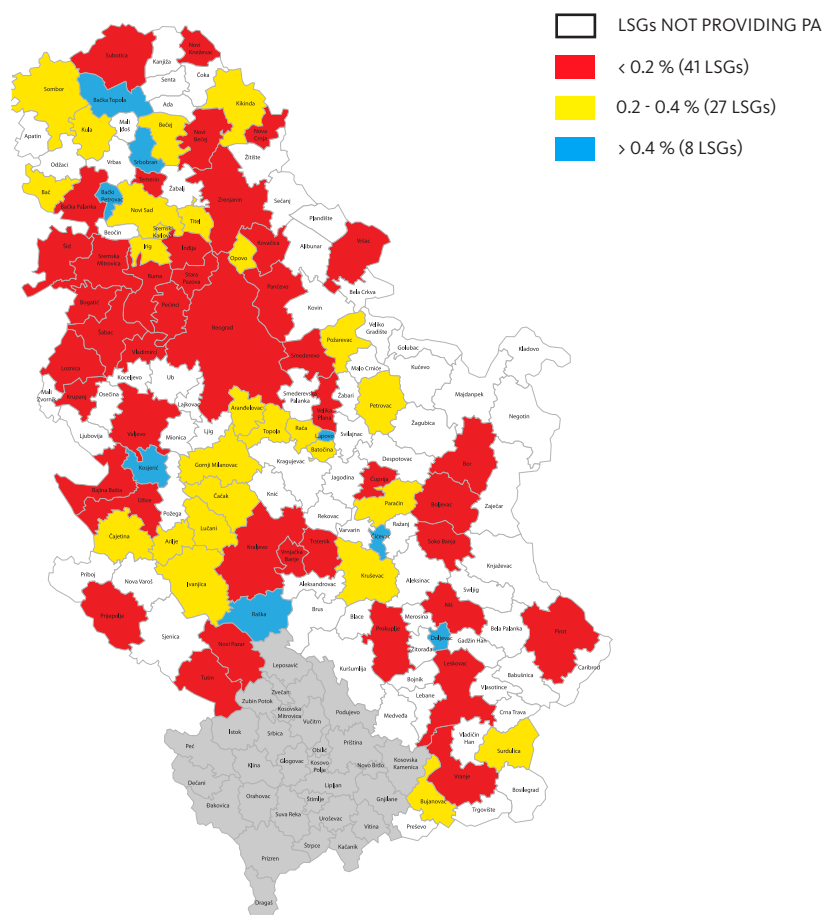 LSGs NOT PROVIDING PA
< 0.2 % (41 LSGs)
0.2 - 0.4 % (27 LSGs)
> 0.4 % (8 LSGs)
Subotica
Novi
Kneževac
Kanjiža
Čoka
Senta
Sombor
Bačka Topola
Ada
Kikinda
Mali
Iđoš
Bečej
Novi
Bečej
Nova
Crnja
Apatin
Kula
Vrbas
Srbobran
Odžaci
Žitište
Temerin
Žabalj
Bač
Bačka Palanka
Bački
Petrovac
Novi Sad
Titel
Zrenjanin
Sečanj
Plandište
Beočin
Sremski
Karlovci
Šid
Sremska
Mitrovica
Irig
Inđija
Opovo
Kovačica
Alibunar
Vršac
Ruma
Stara
Pazova
Pančevo
Bela Crkva
Bogatić
Pećinci
Kovin
Šabac
Beograd
Veliko
Gradište
Požarevac
Golubac
Kladovo
Loznica
Vladimirci
Smederevo
Malo Crniće
Kučevo
Mali
Zvornik
Krupanj
Osečina
Koceljevo
Ub
Lajkovac
Smederevska
Palanka
Žabari
Petrovac
Majdanpek
Negotin
Aranđelovac
Velika
Plana
Ljubovija
Valjevo
Mionica
Ljig
Topola
Rača
Lapovo
Svilajnac
Žagubica
Batočina
Kosjerić
Gornji Milanovac
Kragujevac
Despotovac
Bor
Bajina Bašta
Užice
Čačak
Knić
Jagodina
Ćuprija
Požega
Rekovac
Paraćin
Boljevac
Zaječar
Čajetina
Arilje
Lučani
Kraljevo
Vrnjačka
Banja
Trstenik
Varvarin
Ražanj
Ćićevac
Soko Banja
Knjaževac
Priboj
Nova Varoš
Ivanjica
Aleksandrovac
Kruševac
Aleksinac
Svrljig
Prijepolje
Raška
Brus
Blace
Merošina
Niš
Prokuplje
Doljevac
Gadžin Han
Bela Palanka
Pirot
Sjenica
Novi Pazar
Žitorađa
Kuršumlija
Bojnik
Leskovac
Babušnica
Caribrod
Tutin
Leposavić
Lebane
Vlasotince
Zubin Potok
Zvečan
Kosovska
Mitrovica
Podujevo
Medveđa
Crna Trava
Vučitrn
Vladičin
Han
Surdulica
Istok
Srbica
Obilić
Priština
Peć
Klina
Glogovac
Kosovo
Polje
Novo Brdo
Kosovska
Kamenica
Vranje
Bosilegrad
Dečani
Lipljan
Đakovica
Orahovac
Štimlje
Gnjilane
Bujanovac
Trgovište
Suva Reka
Uroševac
Vitina
Preševo
Prizren
Štrpce
Kačanik
Dragaš